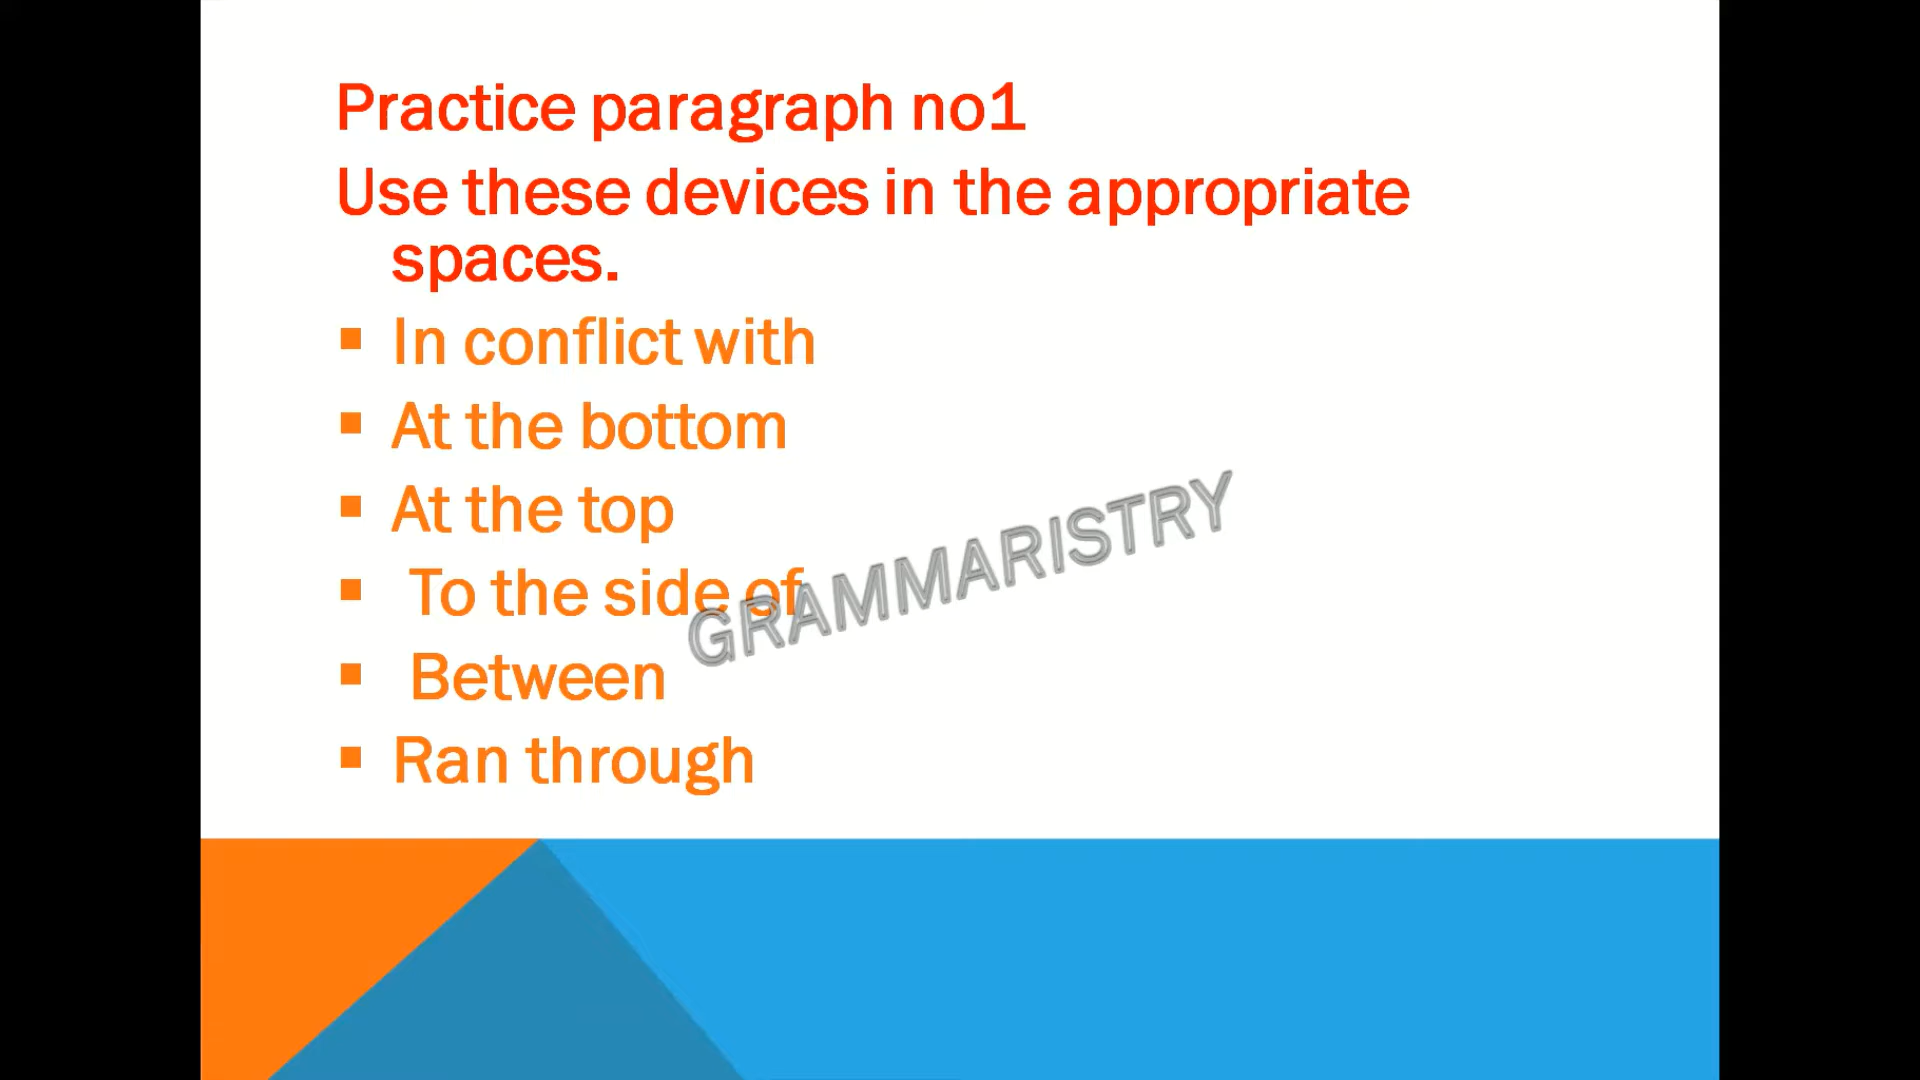 Practice paragraph no1
Use these devices in the appropriate
spaces.
▪ In conflict with
▪ At the bottom
▪ At the top
▪ To the side of
▪ Between
▪ Ran through
GRAMMARISTRY